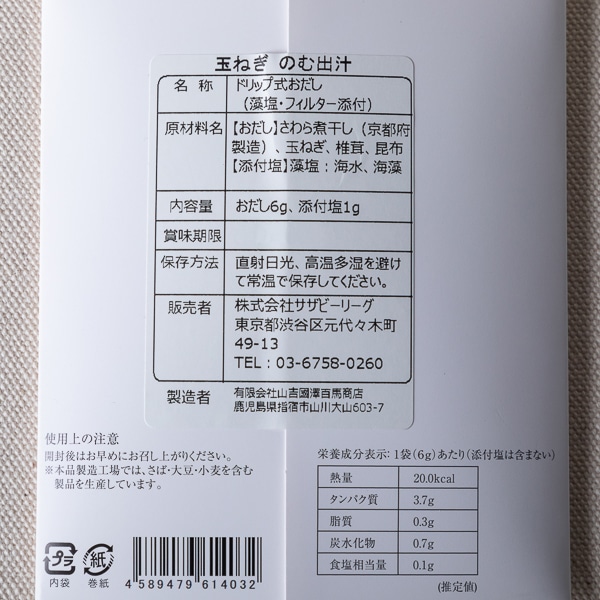 玉ねぎ のむ出汁
名 称 ドリップ式おだし
（藻塩・フィルター添付）
原材料名 【おだし】さわら煮干し（京都府
製造）、玉ねぎ、椎茸、昆布
【添付塩】藻塩：海水、海藻
内容量 おだし6g、添付塩1g
賞味期限
保存方法 直射日光、高温多湿を避け
て常温で保存してください。
販売者 株式会社サザビーリーグ
東京都渋谷区元代々木町
49-13
TEL：03-6758-0260
製造者 有限会社山吉國澤百馬商店
鹿児島県指宿市山川大山603-7
使用上の注意
開封後はお早めにお召し上がりください。
※本品製造工場では、さば・大豆・小麦を含む
製品を生産しています。
プラ 紙
内袋 巻紙
4 589479 614032
栄養成分表示：1袋（6g）あたり（添付塩は含まない）
熱量 20.0kcal
タンパク質 3.7g
脂質 0.3g
炭水化物 0.7g
食塩相当量 0.1g
(推定値)